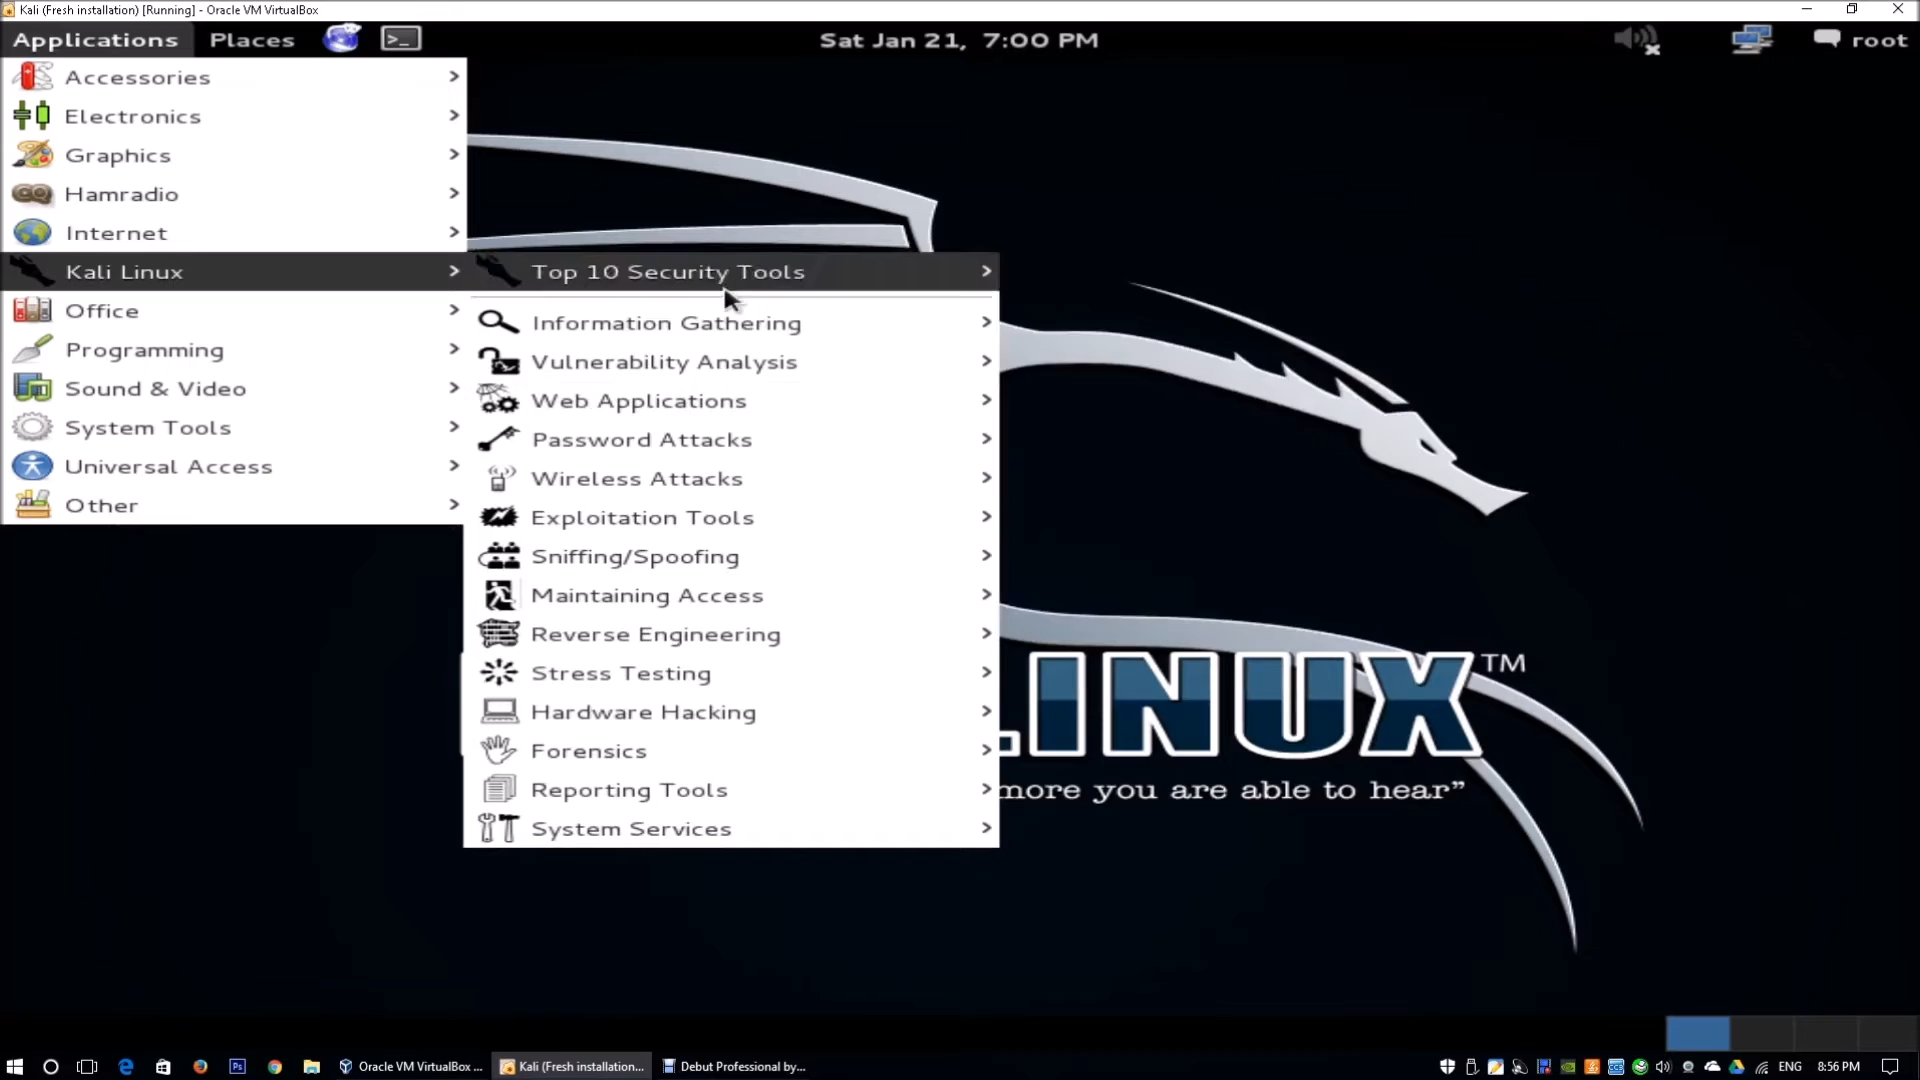 Kali (Fresh installation) [Running] - Oracle VM VirtualBox
Applications Places Sat Jan 21, 7:00 PM root
Accessories
Electronics
Graphics
Hamradio
Internet
Kali Linux
Office
Programming
Sound & Video
System Tools
Universal Access
Other
Top 10 Security Tools
Information Gathering
Vulnerability Analysis
Web Applications
Password Attacks
Wireless Attacks
Exploitation Tools
Sniffing/Spoofing
Maintaining Access
Reverse Engineering
Stress Testing
Hardware Hacking
Forensics
Reporting Tools
System Services
LINUX™
more you are able to hear”
Ps Oracle VM VirtualBox ... Kali (Fresh installation... Debut Professional by... ENG 8:56 PM